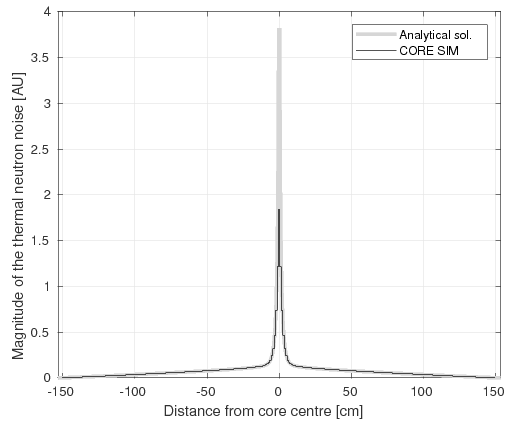 4
3.5
3
2.5
2
1.5
1
0.5
0
Magnitude of the thermal neutron noise [AU]
Analytical sol.
CORE SIM
-150 -100 -50 0 50 100 150
Distance from core centre [cm]